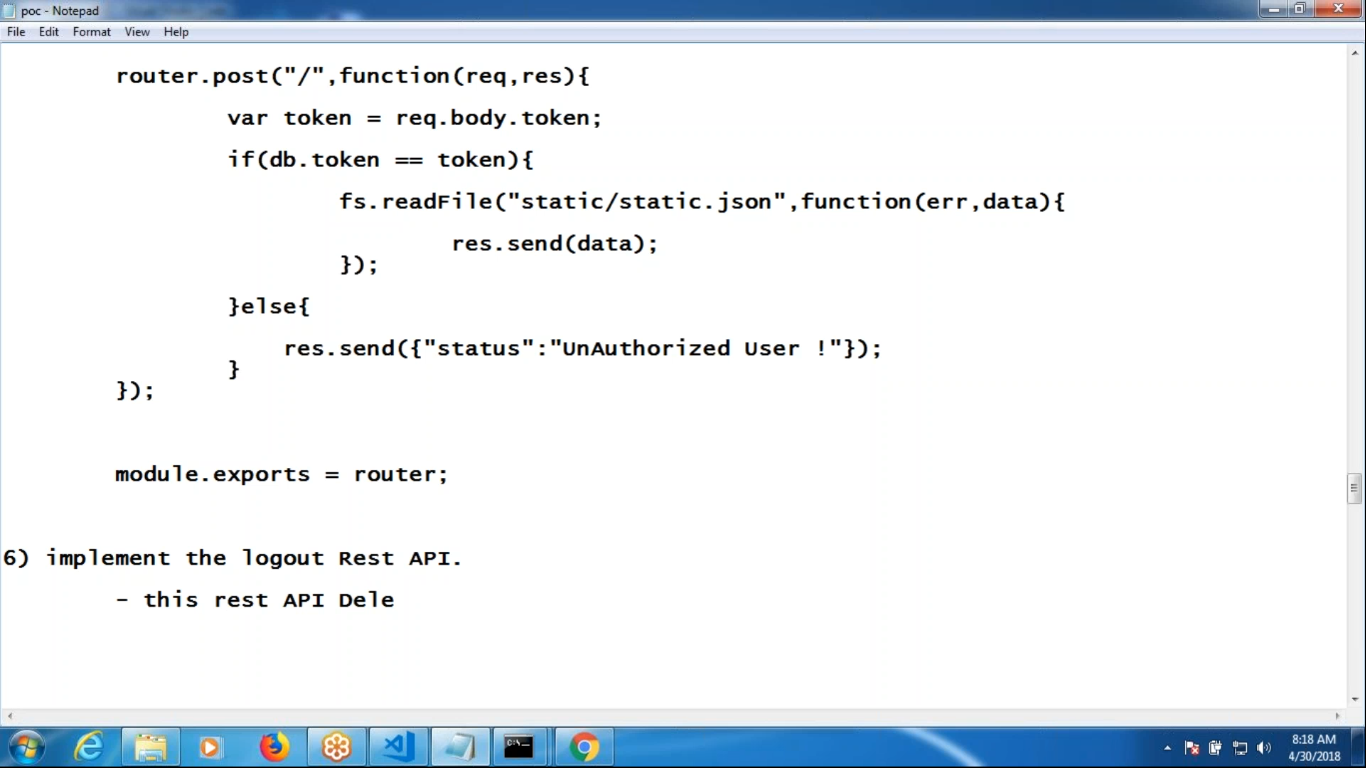 poc - Notepad
File Edit Format View Help
router.post("/",function(req,res){
var token = req.body.token;
if(db.token == token){
fs.readFile("static/static.json",function(err,data){
res.send(data);
});
}else{
res.send({"status":"UnAuthorized User !"});
}
});
module.exports = router;
6) implement the logout Rest API.
- this rest API Dele
8:18 AM
4/30/2018